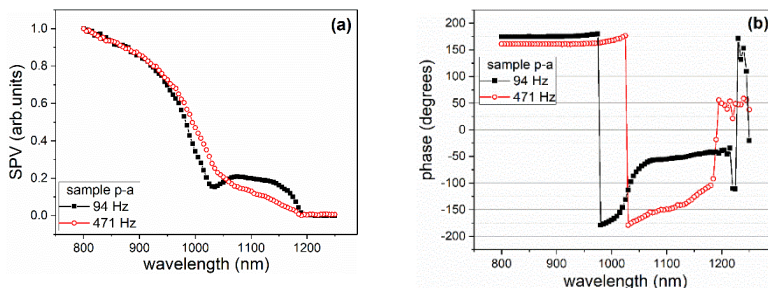 (a)
1.0
0.8
0.6
0.4
0.2
0.0
SPV (arb.units)
sample p-a
94 Hz
471 Hz
800 900 1000 1100 1200
wavelength (nm)
(b)
200
150
100
50
0
-50
-100
-150
-200
phase (degrees)
sample p-a
94 Hz
471 Hz
800 900 1000 1100 1200
wavelength (nm)